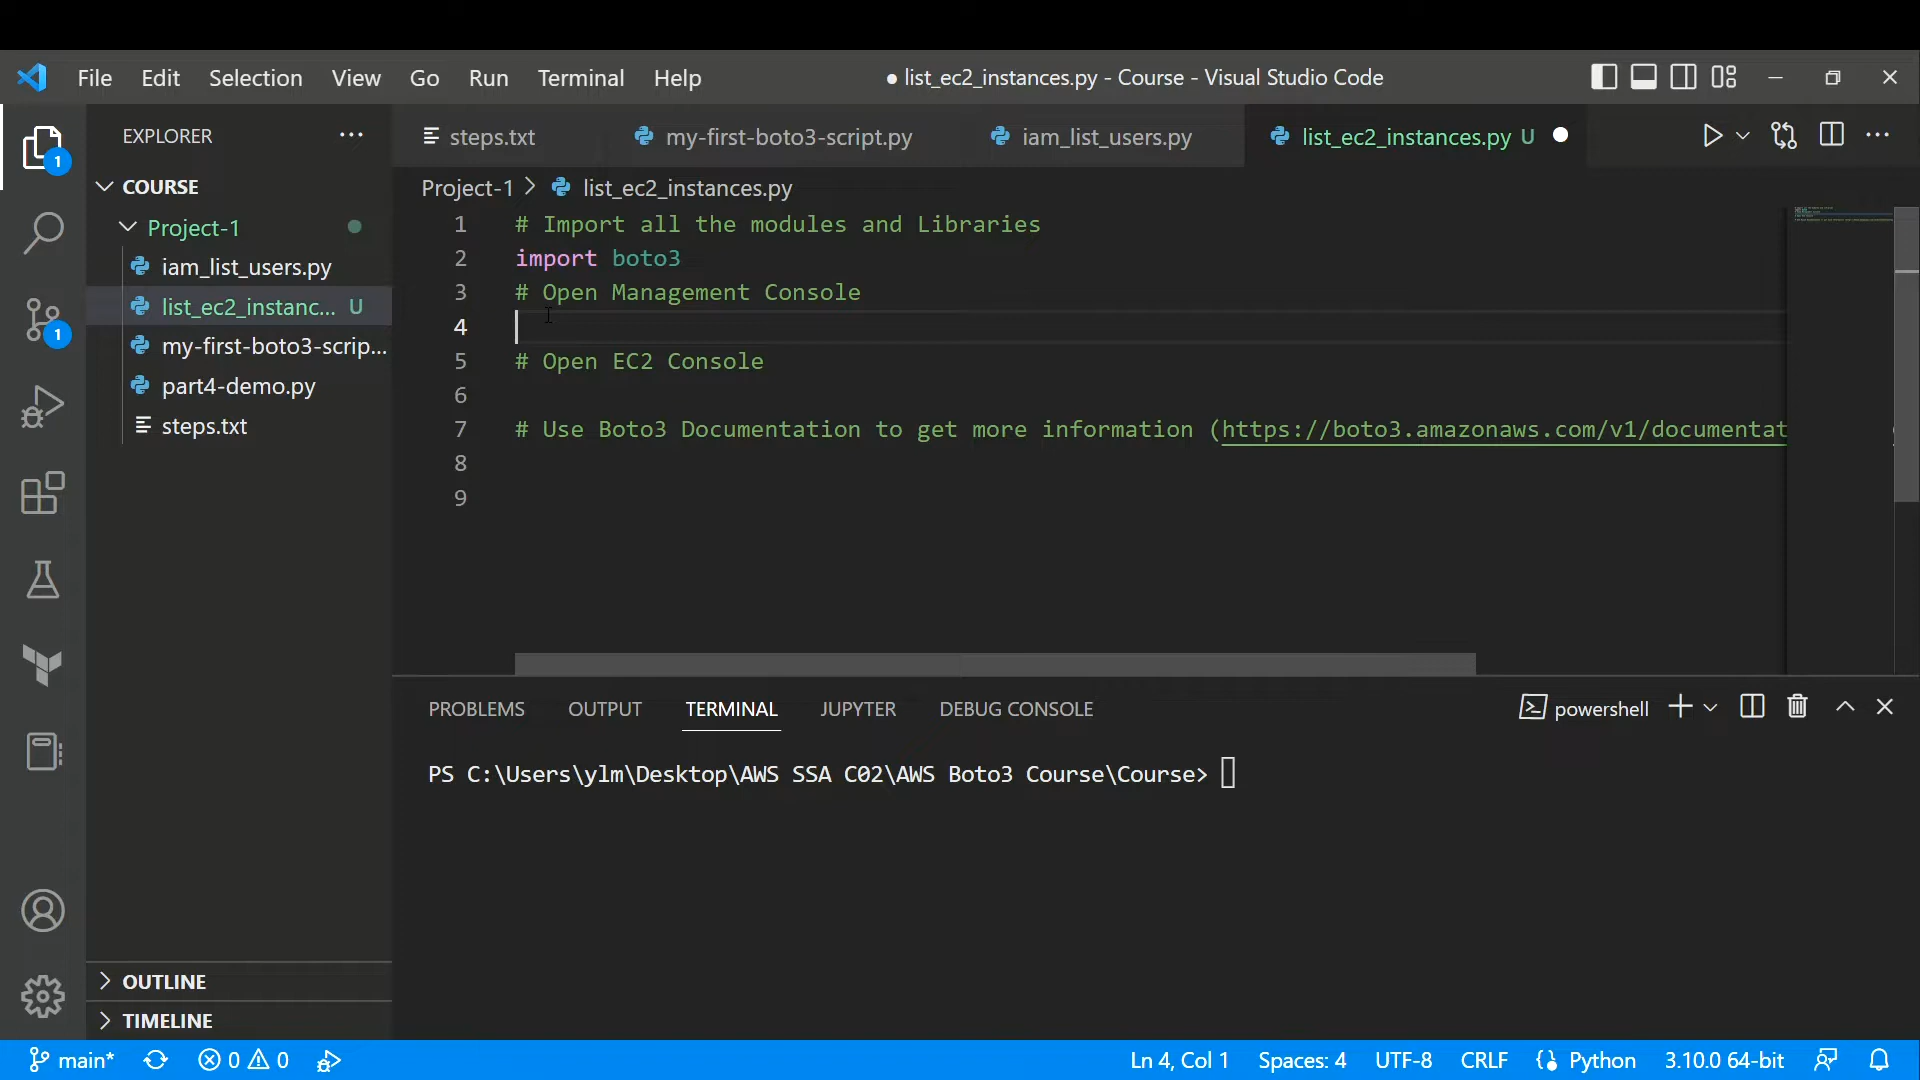 File Edit Selection View Go Run Terminal Help
● list_ec2_instances.py - Course - Visual Studio Code
EXPLORER
steps.txt my-first-boto3-script.py iam_list_users.py list_ec2_instances.py U
COURSE
Project-1
iam_list_users.py
list_ec2_instanc... U
my-first-boto3-scrip...
part4-demo.py
steps.txt
Project-1 > list_ec2_instances.py
1 # Import all the modules and Libraries
2 import boto3
3 # Open Management Console
4
5 # Open EC2 Console
6
7 # Use Boto3 Documentation to get more information (https://boto3.amazonaws.com/v1/documentat
8
9
1
1
PROBLEMS OUTPUT TERMINAL JUPYTER DEBUG CONSOLE
powershell
PS C:\Users\ylm\Desktop\AWS SSA C02\AWS Boto3 Course\Course>
OUTLINE
TIMELINE
main* 0 0
Ln 4, Col 1 Spaces: 4 UTF-8 CRLF Python 3.10.0 64-bit